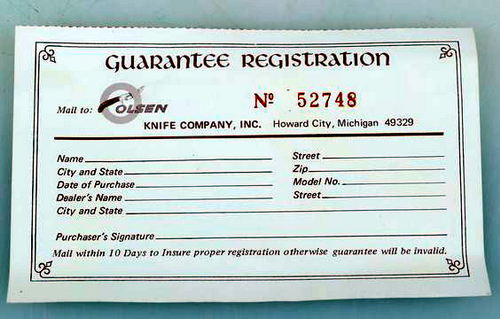 GUARANTEE REGISTRATION
Mail to: OLSEN Nº 52748
KNIFE COMPANY, INC. Howard City, Michigan 49329
Name Street
City and State Zip
Date of Purchase Model No.
Dealer's Name Street
City and State
Purchaser's Signature
Mail within 10 Days to Insure proper registration otherwise guarantee will be invalid.